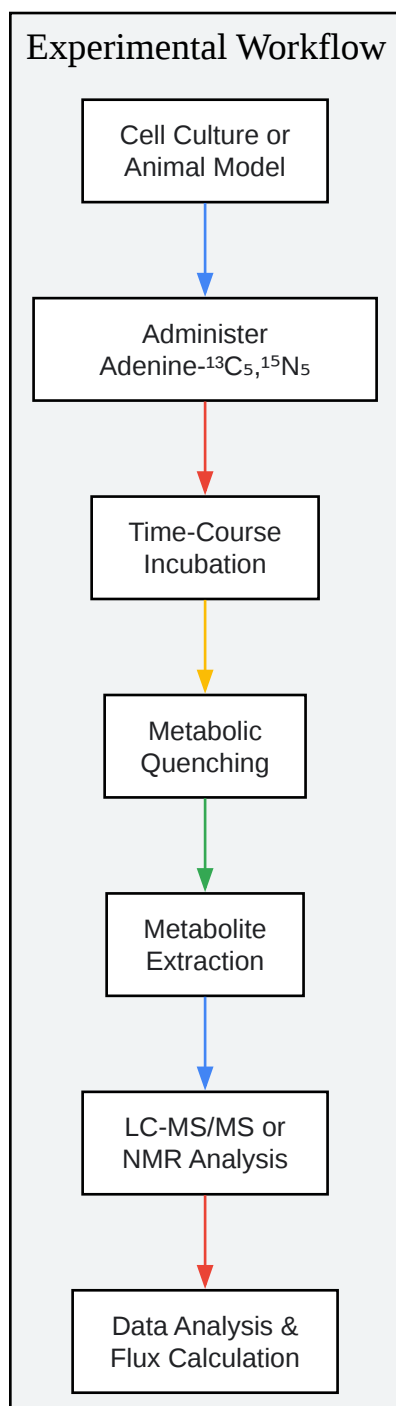 Experimental Workflow
Cell Culture or
Animal Model
Administer
Adenine-¹³C₅,¹⁵N₅
Time-Course
Incubation
Metabolic
Quenching
Metabolite
Extraction
LC-MS/MS or
NMR Analysis
Data Analysis &
Flux Calculation